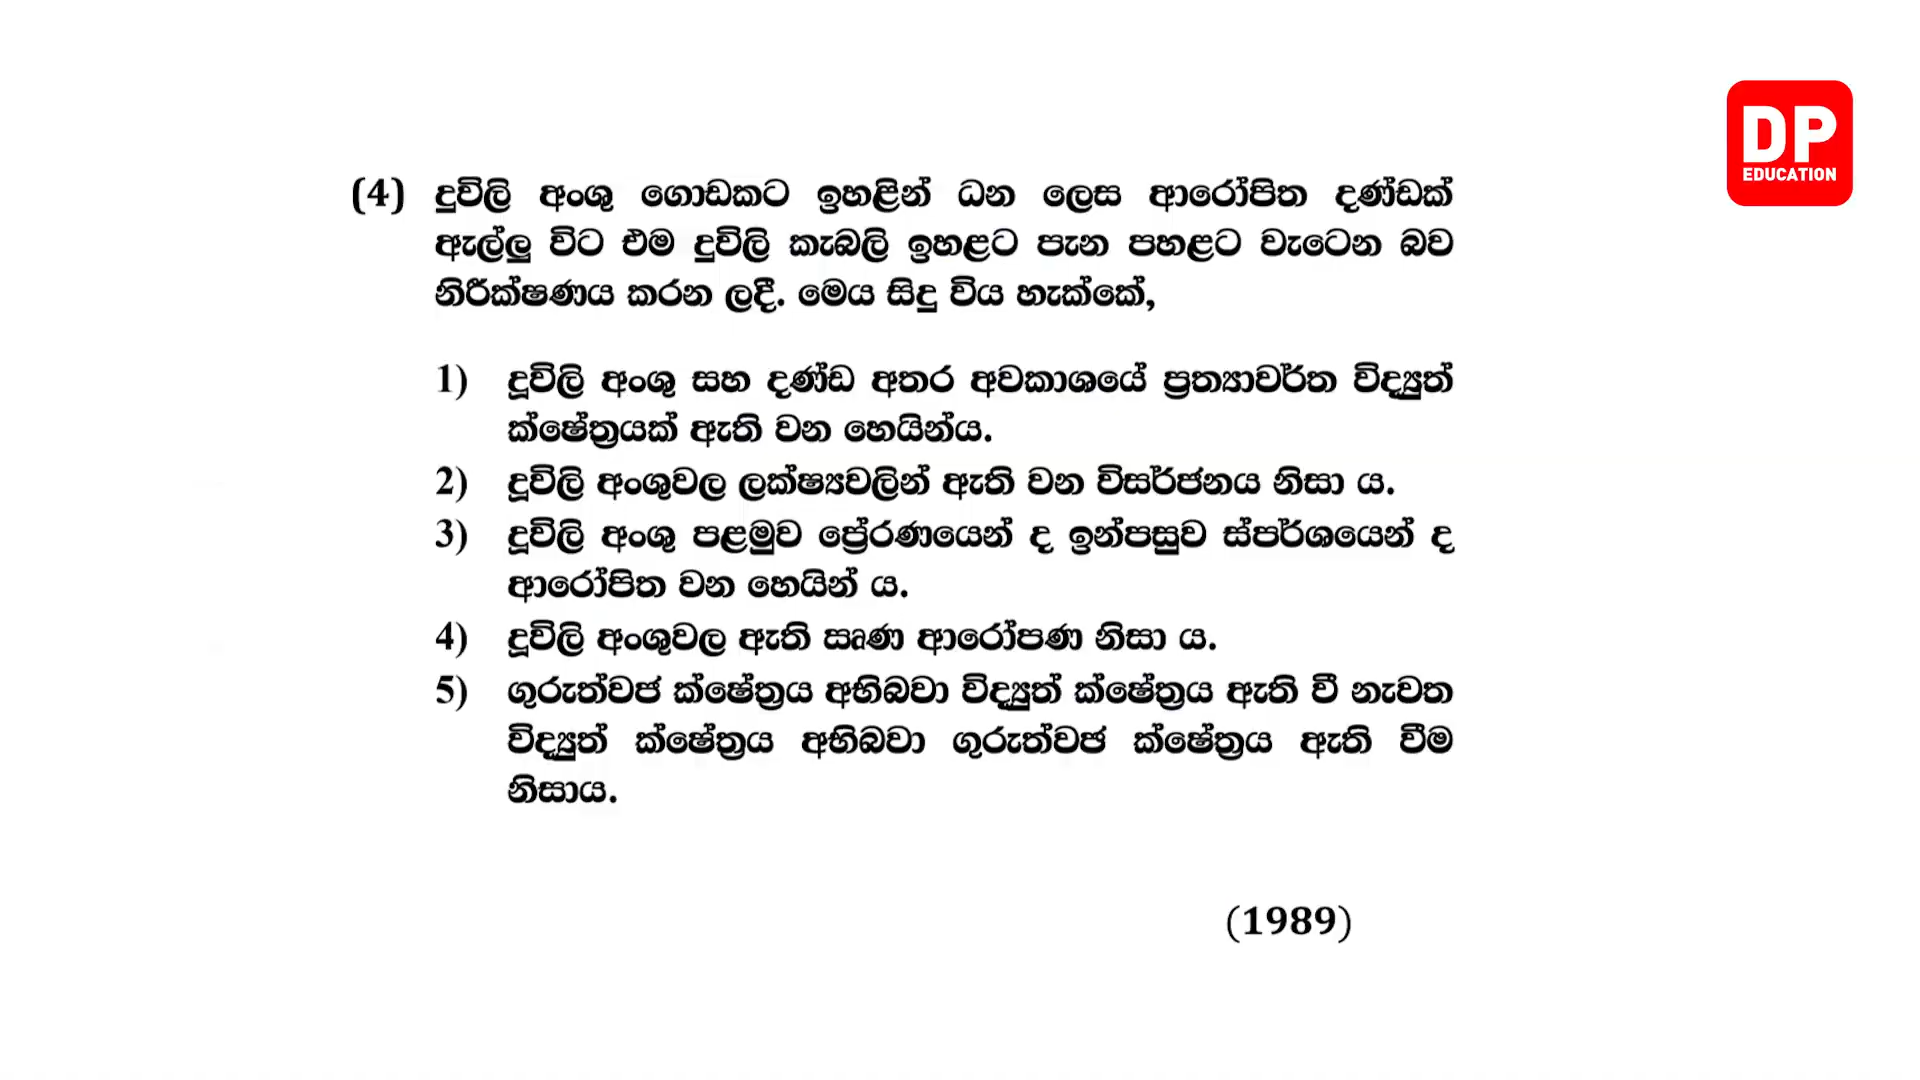 DP
EDUCATION
(4) දුවිලි අංශු ගොඩකට ඉහළින් ධන ලෙස ආරෝපිත දණ්ඩක්
ඇල්ලු විට එම දුවිලි කැබලි ඉහළට පැන පහළට වැටෙන බව
නිරීක්ෂණය කරන ලදී. මෙය සිදු විය හැක්කේ,
1) දූවිලි අංශු සහ දණ්ඩ අතර අවකාශයේ ප්‍රත්‍යාවර්ත විද්‍යුත්
ක්ෂේත්‍රයක් ඇති වන හෙයින්ය.
2) දූවිලි අංශුවල ලක්ෂ්‍යවලින් ඇති වන විසර්ජනය නිසා ය.
3) දූවිලි අංශු පළමුව ප්‍රේරණයෙන් ද ඉන්පසුව ස්පර්ශයෙන් ද
ආරෝපිත වන හෙයින් ය.
4) දූවිලි අංශුවල ඇති සෘණ ආරෝපණ නිසා ය.
5) ගුරුත්වජ ක්ෂේත්‍රය අභිබවා විද්‍යුත් ක්ෂේත්‍රය ඇති වී නැවත
විද්‍යුත් ක්ෂේත්‍රය අභිබවා ගුරුත්වජ ක්ෂේත්‍රය ඇති වීම
නිසාය.
(1989)